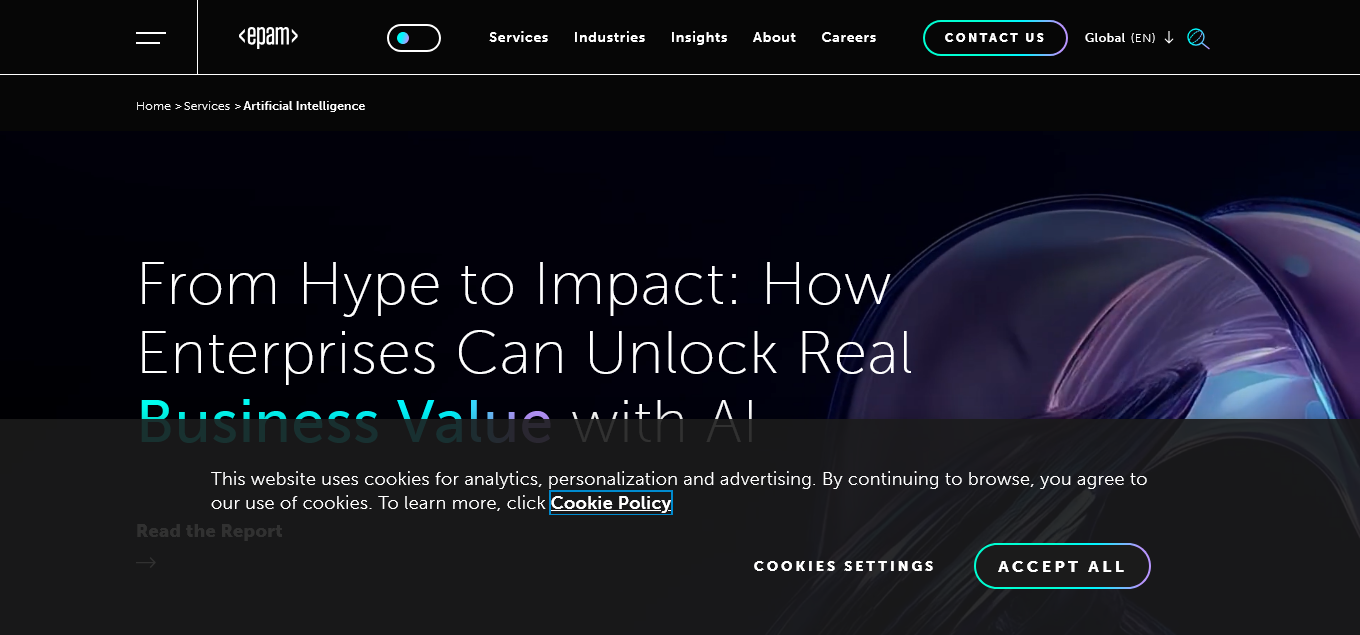 <epam>
Services Industries Insights About Careers
CONTACT US
Global (EN)
Home > Services > Artificial Intelligence
From Hype to Impact: How
Enterprises Can Unlock Real
Business Value with AI
This website uses cookies for analytics, personalization and advertising. By continuing to browse, you agree to
our use of cookies. To learn more, click Cookie Policy
Read the Report
COOKIES SETTINGS
ACCEPT ALL